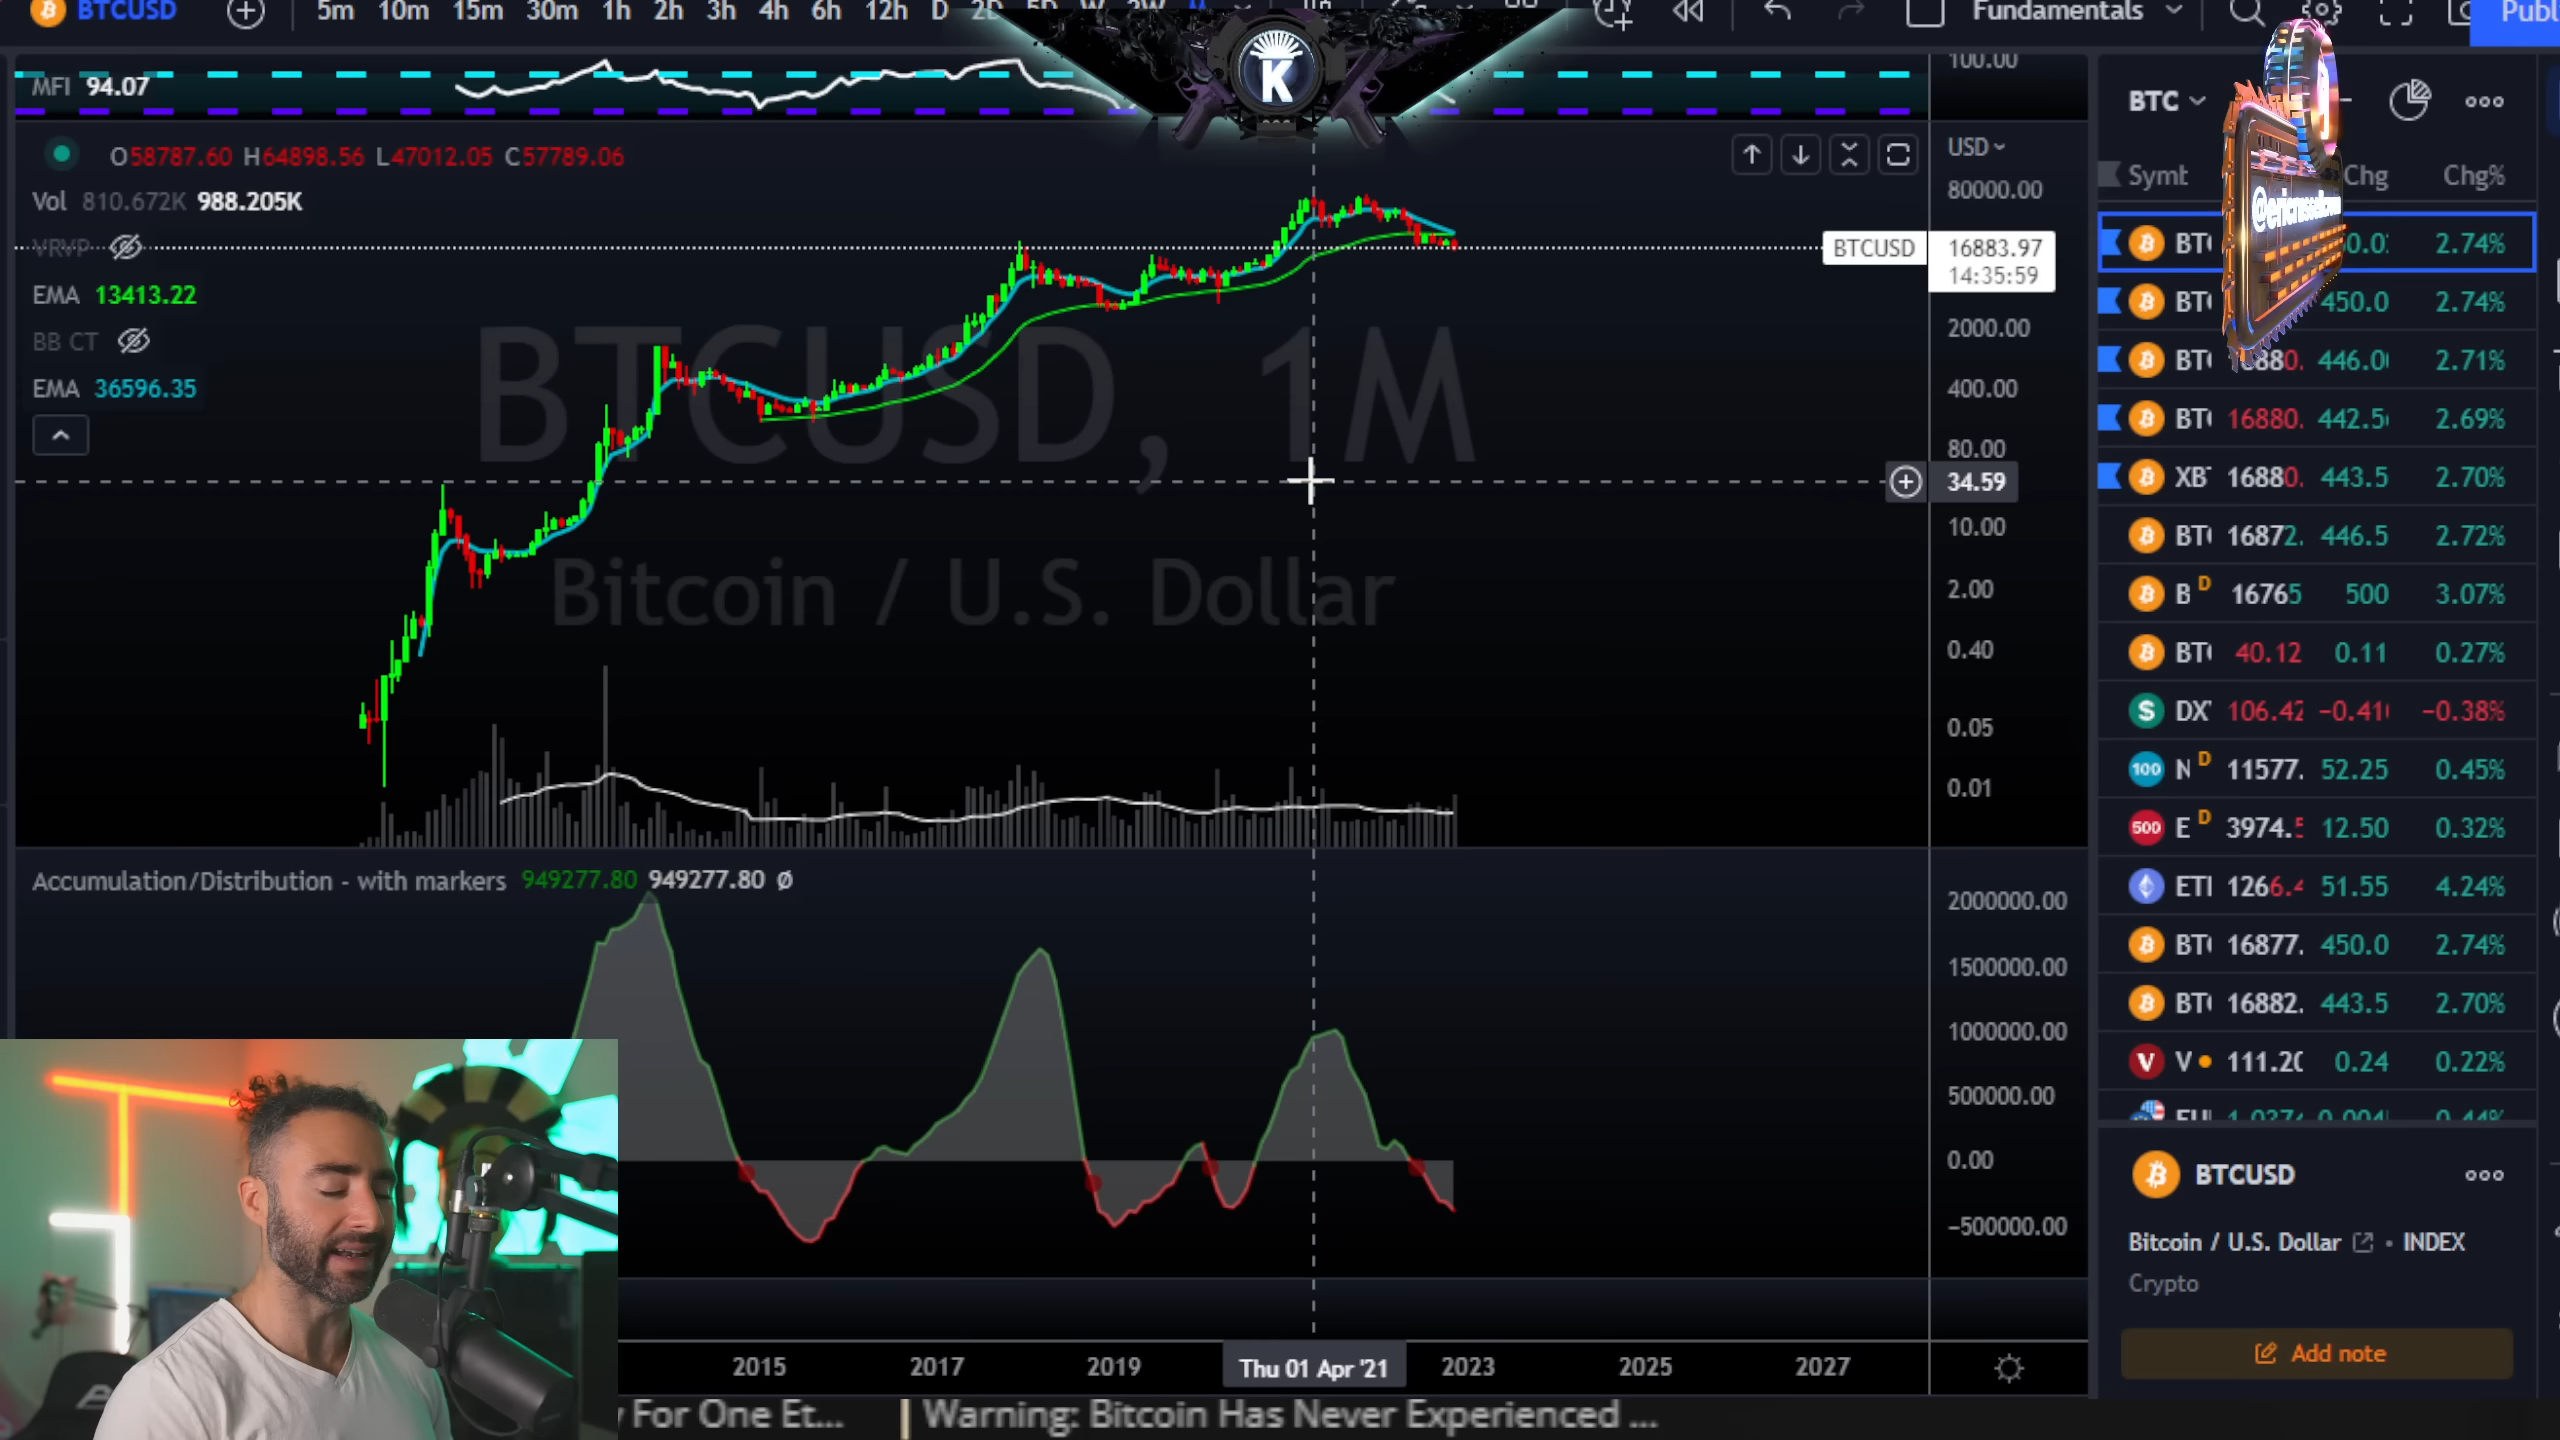 BTCUSD 5m 10m 15m 30m 1h 2h 3h 4h 6h 12h D 2D
Fundamentals
MFI 94.07
100.00
K
O58787.60 H64898.56 L47012.05 C57789.06
Vol 810.672K 988.205K
VRVP
EMA 13413.22
BB CT
EMA 36596.35
BTCUSD, 1M
Bitcoin / U.S. Dollar
USD
80000.00
BTCUSD 16883.97
14:35:59
2000.00
400.00
80.00
34.59
10.00
2.00
0.40
0.05
0.01
Accumulation/Distribution - with markers 949277.80 949277.80 Ø
2000000.00
1500000.00
1000000.00
500000.00
0.00
-500000.00
2015 2017 2019 Thu 01 Apr '21 2023 2025 2027
For One Et... | Warning: Bitcoin Has Never Experienced ...
BTC
Chg Chg%
2.74%
450.0 2.74%
446.0 2.71%
16880. 442.5 2.69%
XB 16880. 443.5 2.70%
16872. 446.5 2.72%
B D 16765 500 3.07%
40.12 0.11 0.27%
DX 106.42 −0.41 −0.38%
100 N D 11577. 52.25 0.45%
500 E D 3974. 12.50 0.32%
1266. 51.55 4.24%
16877. 450.0 2.74%
16882. 443.5 2.70%
V V 111.20 0.24 0.22%
BTCUSD
Bitcoin / U.S. Dollar • INDEX
Crypto
Add note